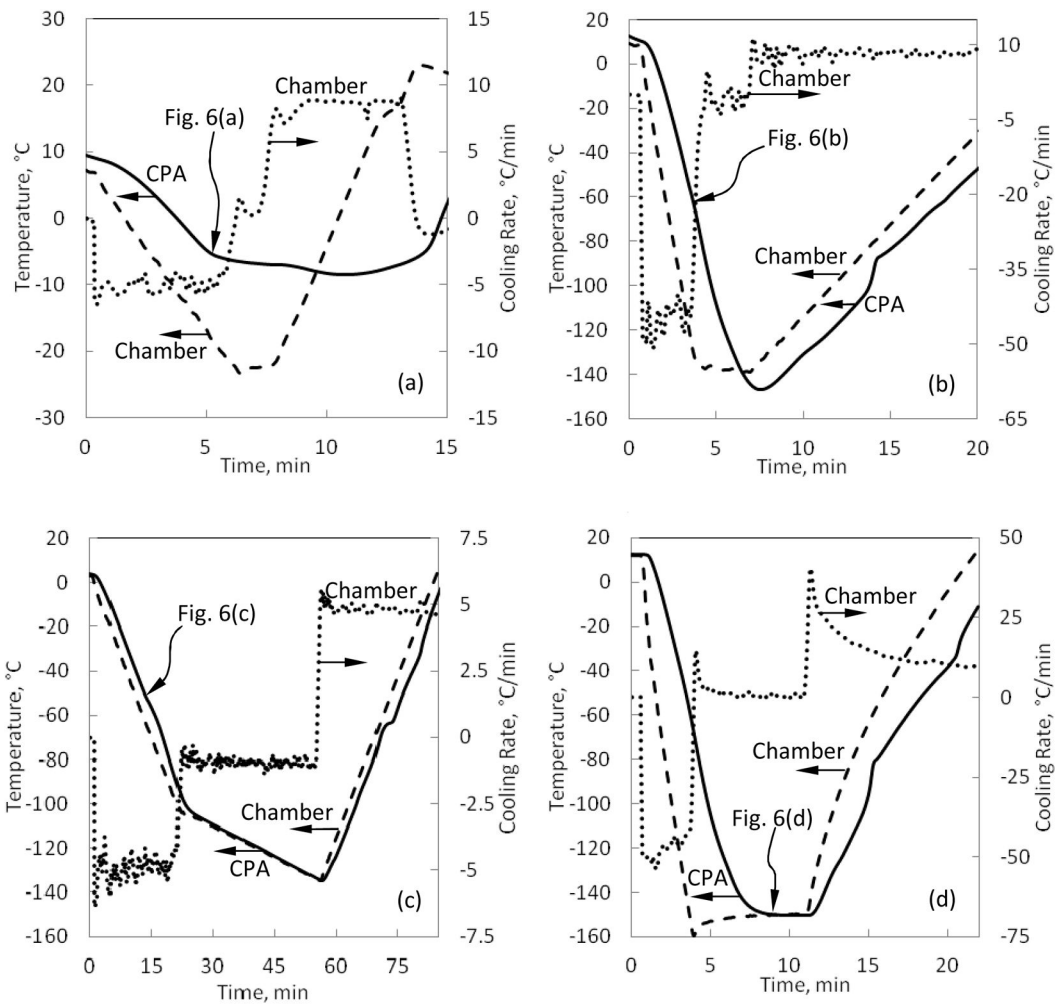 30
20
10
0
-10
-20
-30
Temperature, °C
15
10
5
0
-5
-10
-15
Cooling Rate, °C/min
Chamber
Fig. 6(a)
CPA
Chamber
(a)
0 5 10 15
Time, min
20
0
-20
-40
-60
-80
-100
-120
-140
-160
Temperature, °C
10
-5
-20
-35
-50
-65
Cooling Rate, °C/min
Chamber
Fig. 6(b)
Chamber
CPA
(b)
0 5 10 15 20
Time, min
20
0
-20
-40
-60
-80
-100
-120
-140
-160
Temperature, °C
7.5
5
2.5
0
-2.5
-5
-7.5
Cooling Rate, °C/min
Chamber
Fig. 6(c)
Chamber
CPA
(c)
0 15 30 45 60 75
Time, min
20
0
-20
-40
-60
-80
-100
-120
-140
-160
Temperature, °C
50
25
0
-25
-50
-75
Cooling Rate, °C/min
Chamber
Chamber
Fig. 6(d)
CPA
(d)
0 5 10 15 20
Time, min